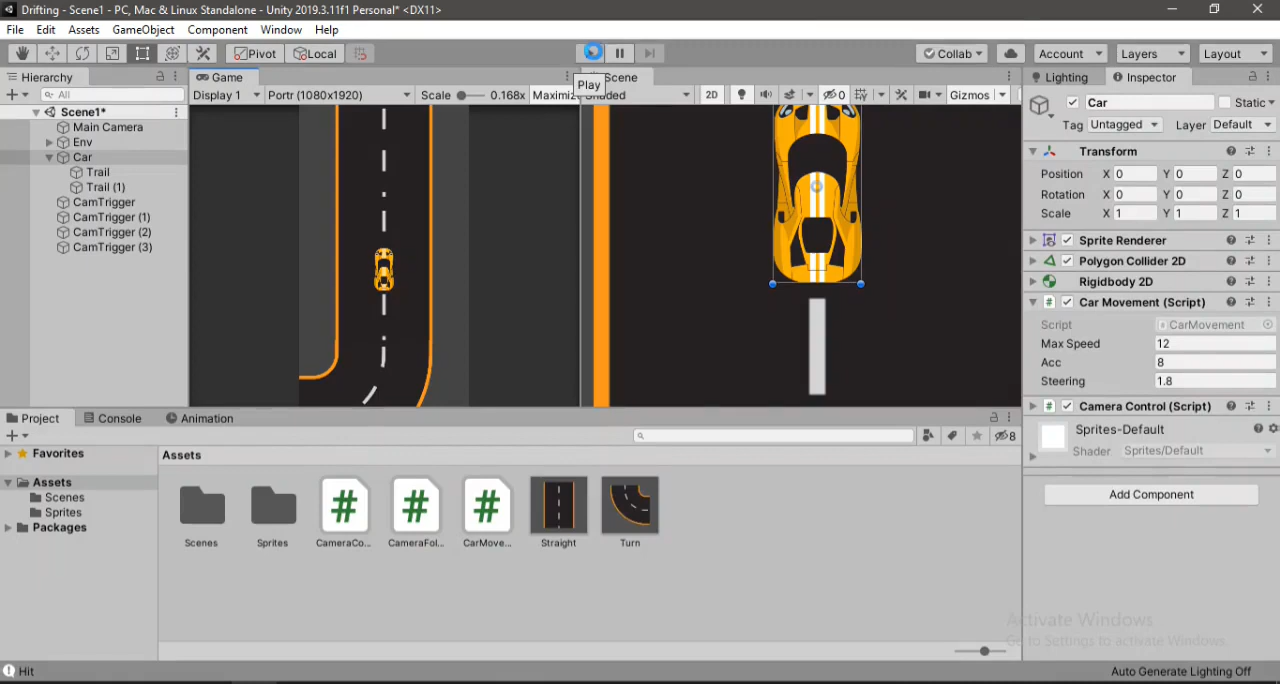 Drifting - Scene1 - PC, Mac & Linux Standalone - Unity 2019.3.11f1 Personal* <DX11>
File Edit Assets GameObject Component Window Help
Pivot Local Collab Account Layers Layout
Hierarchy Game Scene Lighting Inspector
Play
All Display 1 Portr (1080x1920) Scale 0.168x Maximiz 2D 0 Gizmos
Car Static
Scene1*
Tag Untagged Layer Default
Main Camera
Env
Car
Trail
Trail (1)
CamTrigger
CamTrigger (1)
CamTrigger (2)
CamTrigger (3)
Transform
Position X 0 Y 0 Z 0
Rotation X 0 Y 0 Z 0
Scale X 1 Y 1 Z 1
Sprite Renderer
Polygon Collider 2D
Rigidbody 2D
# Car Movement (Script)
Script CarMovement
Max Speed 12
Acc 8
Steering 1.8
# Camera Control (Script)
Sprites-Default
Shader Sprites/Default
Add Component
Project Console Animation
8
Favorites
Assets
Scenes
Sprites
Packages
Assets
# # #
Scenes Sprites CameraCo... CameraFol... CarMove... Straight Turn
Activate Windows
Go to Settings to activate Windows.
Hit
Auto Generate Lighting Off